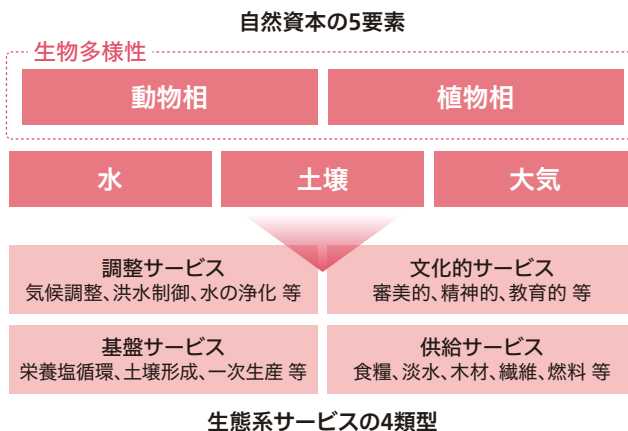 自然資本の5要素
生物多様性
動物相
植物相
水
土壌
大気
調整サービス
気候調整、洪水制御、水の浄化 等
文化的サービス
審美的、精神的、教育的 等
基盤サービス
栄養塩循環、土壌形成、一次生産 等
供給サービス
食糧、淡水、木材、繊維、燃料 等
生態系サービスの4類型